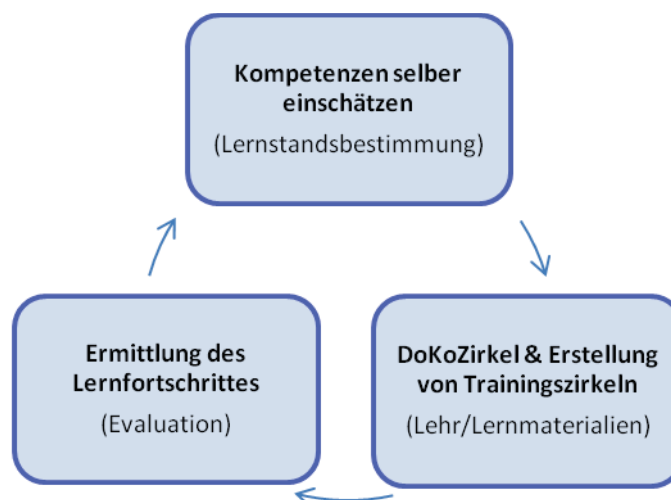 Kompetenzen selber
einschätzen
(Lernstandsbestimmung)
Ermittlung des
Lernfortschrittes
(Evaluation)
DoKoZirkel & Erstellung
von Trainingszirkeln
(Lehr/Lernmaterialien)